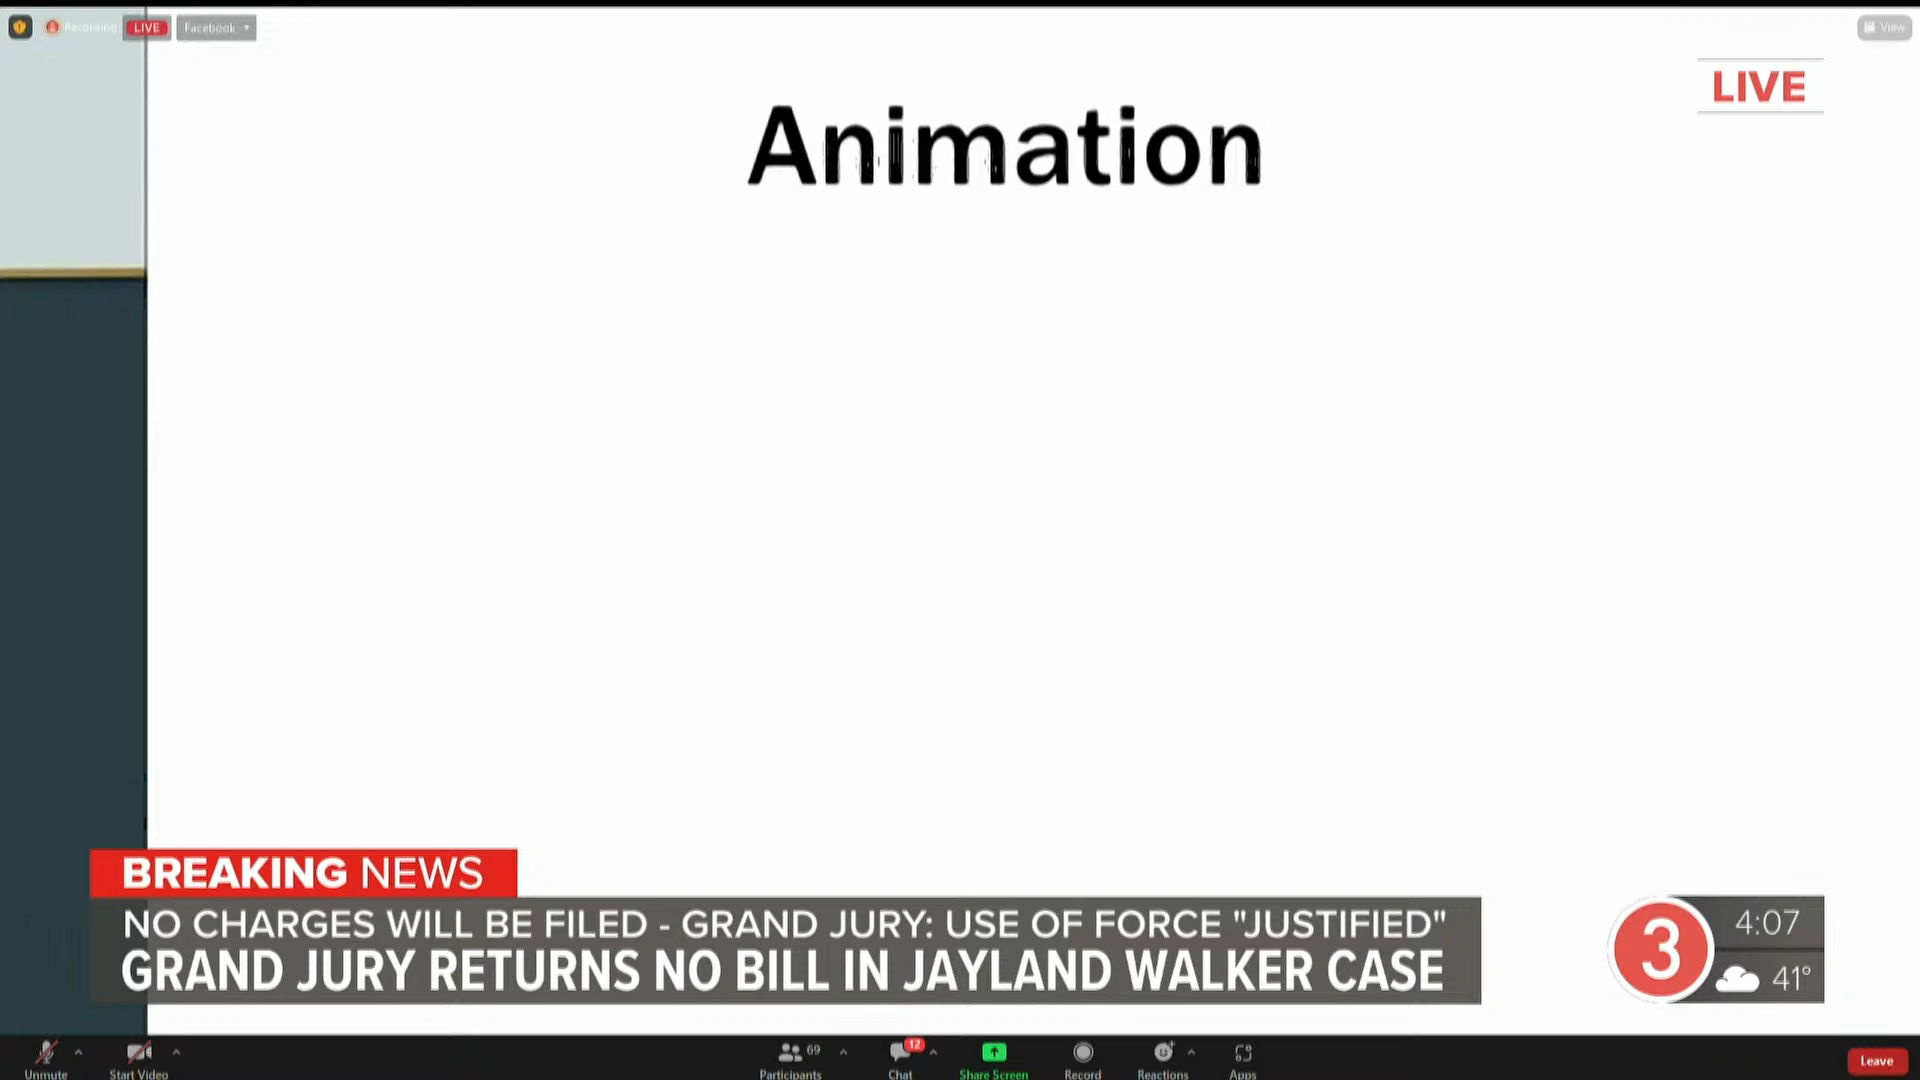 Recording LIVE Facebook View
LIVE
Animation
BREAKING NEWS
NO CHARGES WILL BE FILED - GRAND JURY: USE OF FORCE "JUSTIFIED"
GRAND JURY RETURNS NO BILL IN JAYLAND WALKER CASE
3
4:07
41°
69
12
Unmute Start Video Participants Chat Share Screen Record Reactions Apps Leave